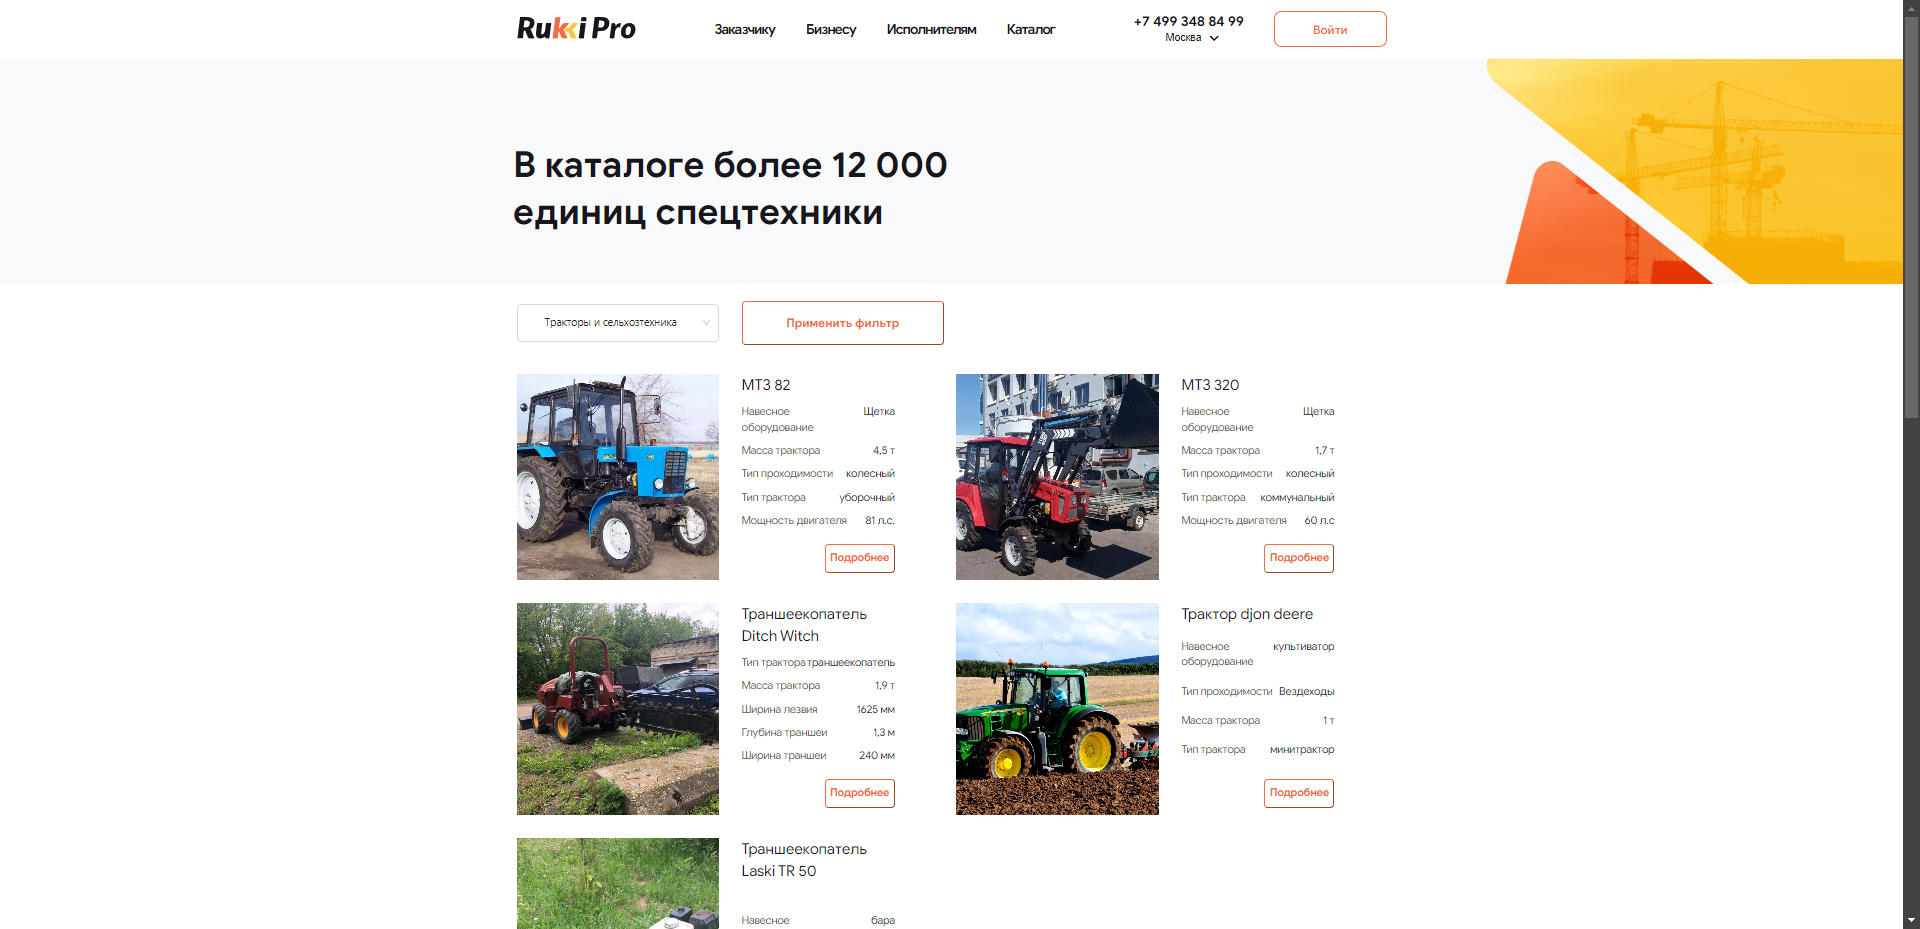 Rukki Pro
Заказчику
Бизнесу
Исполнителям
Каталог
+7 499 348 84 99
Москва
Войти
В каталоге более 12 000
единиц спецтехники
Тракторы и сельхозтехника
Применить фильтр
МТЗ 82
Навесное Щетка
оборудование
Масса трактора 4,5 т
Тип проходимости колесный
Тип трактора уборочный
Мощность двигателя 81 л.с.
Подробнее
МТЗ 320
Навесное Щетка
оборудование
Масса трактора 1,7 т
Тип проходимости колесный
Тип трактора коммунальный
Мощность двигателя 60 л.с
Подробнее
Траншеекопатель
Ditch Witch
Тип трактора траншеекопатель
Масса трактора 1,9 т
Ширина лезвия 1625 мм
Глубина траншеи 1,3 м
Ширина траншеи 240 мм
Подробнее
Трактор djon deere
Навесное культиватор
оборудование
Тип проходимости Вездеходы
Масса трактора 1 т
Тип трактора минитрактор
Подробнее
Траншеекопатель
Laski TR 50
Навесное бара